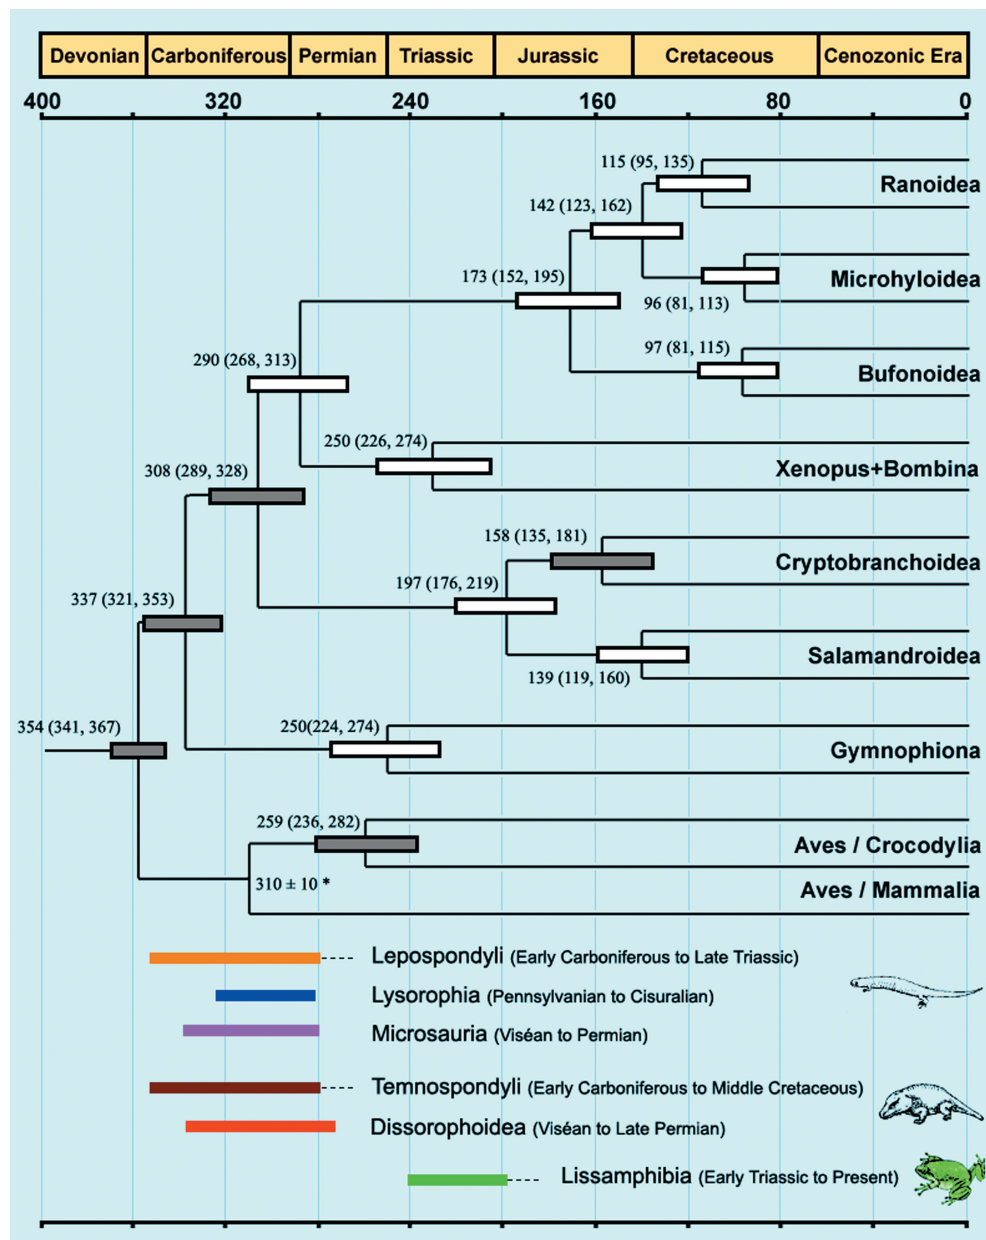 Devonian Carboniferous Permian Triassic Jurassic Cretaceous Cenozonic Era
400 320 240 160 80 0
115 (95, 135)
Ranoidea
142 (123, 162)
173 (152, 195)
Microhyloidea
96 (81, 113)
97 (81, 115)
290 (268, 313)
Bufonoidea
250 (226, 274)
308 (289, 328)
Xenopus+Bombina
158 (135, 181)
Cryptobranchoidea
197 (176, 219)
337 (321, 353)
Salamandroidea
139 (119, 160)
354 (341, 367)
250(224, 274)
Gymnophiona
259 (236, 282)
Aves / Crocodylia
310 ± 10 *
Aves / Mammalia
Lepospondyli (Early Carboniferous to Late Triassic)
Lysorophia (Pennsylvanian to Cisuralian)
Microsauria (Viséan to Permian)
Temnospondyli (Early Carboniferous to Middle Cretaceous)
Dissorophoidea (Viséan to Late Permian)
Lissamphibia (Early Triassic to Present)